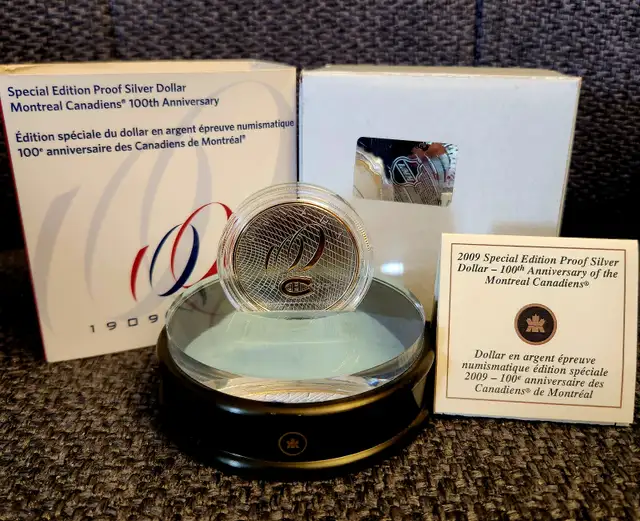 Special Edition Proof Silver Dollar
Montreal Canadiens® 100th Anniversary
Édition spéciale du dollar en argent épreuve numismatique
100e anniversaire des Canadiens de Montréal®
1909
NHL
2009 Special Edition Proof Silver
Dollar – 100th Anniversary of the
Montreal Canadiens®
Dollar en argent épreuve
numismatique édition spéciale
2009 – 100e anniversaire des
Canadiens® de Montréal